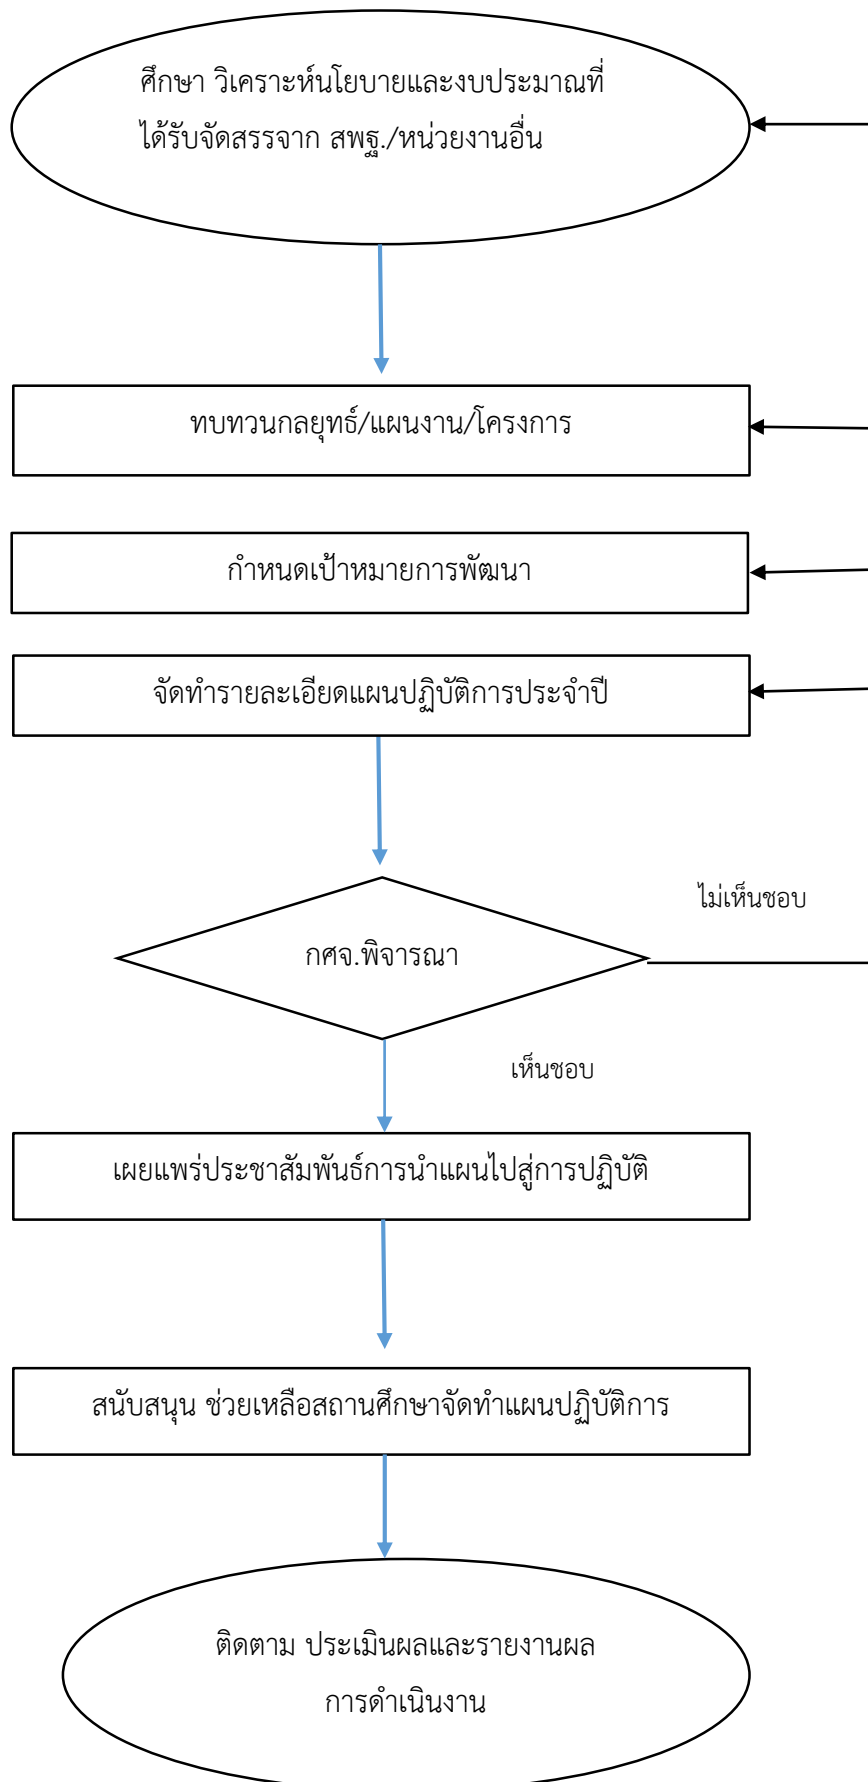 ศึกษา วิเคราะห์นโยบายและงบประมาณที่
ได้รับจัดสรรจาก สพฐ./หน่วยงานอื่น
ทบทวนกลยุทธ์/แผนงาน/โครงการ
กำหนดเป้าหมายการพัฒนา
จัดทำรายละเอียดแผนปฏิบัติการประจำปี
ไม่เห็นชอบ
กศจ.พิจารณา
เห็นชอบ
เผยแพร่ประชาสัมพันธ์การนำแผนไปสู่การปฏิบัติ
สนับสนุน ช่วยเหลือสถานศึกษาจัดทำแผนปฏิบัติการ
ติดตาม ประเมินผลและรายงานผล
การดำเนินงาน